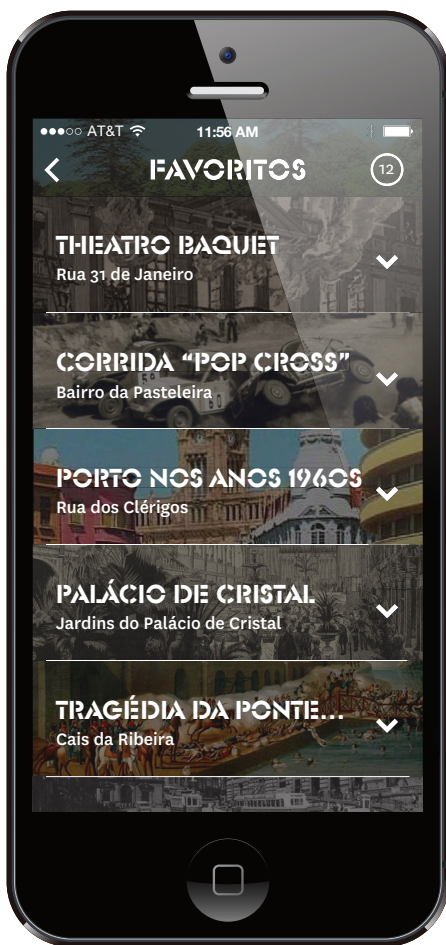 AT&T 11:56 AM
FAVORITOS 12
THEATRO BAQUET
Rua 31 de Janeiro
CORRIDA “POP CROSS”
Bairro da Pasteleira
PORTO NOS ANOS 1960S
Rua dos Clérigos
PALÁCIO DE CRISTAL
Jardins do Palácio de Cristal
TRAGÉDIA DA PONTE...
Cais da Ribeira